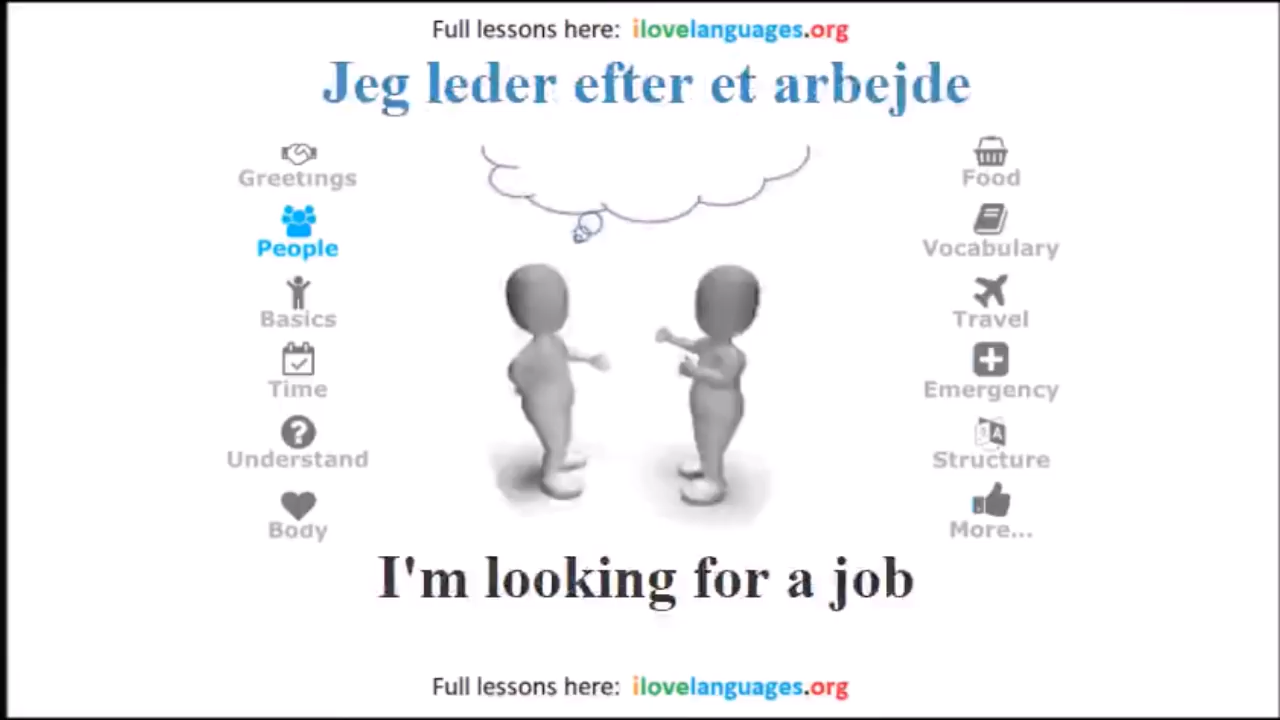 Full lessons here: ilovelanguages.org
Jeg leder efter et arbejde
Greetings
People
Basics
Time
Understand
Body
Food
Vocabulary
Travel
Emergency
A
Structure
More...
I'm looking for a job
Full lessons here: ilovelanguages.org